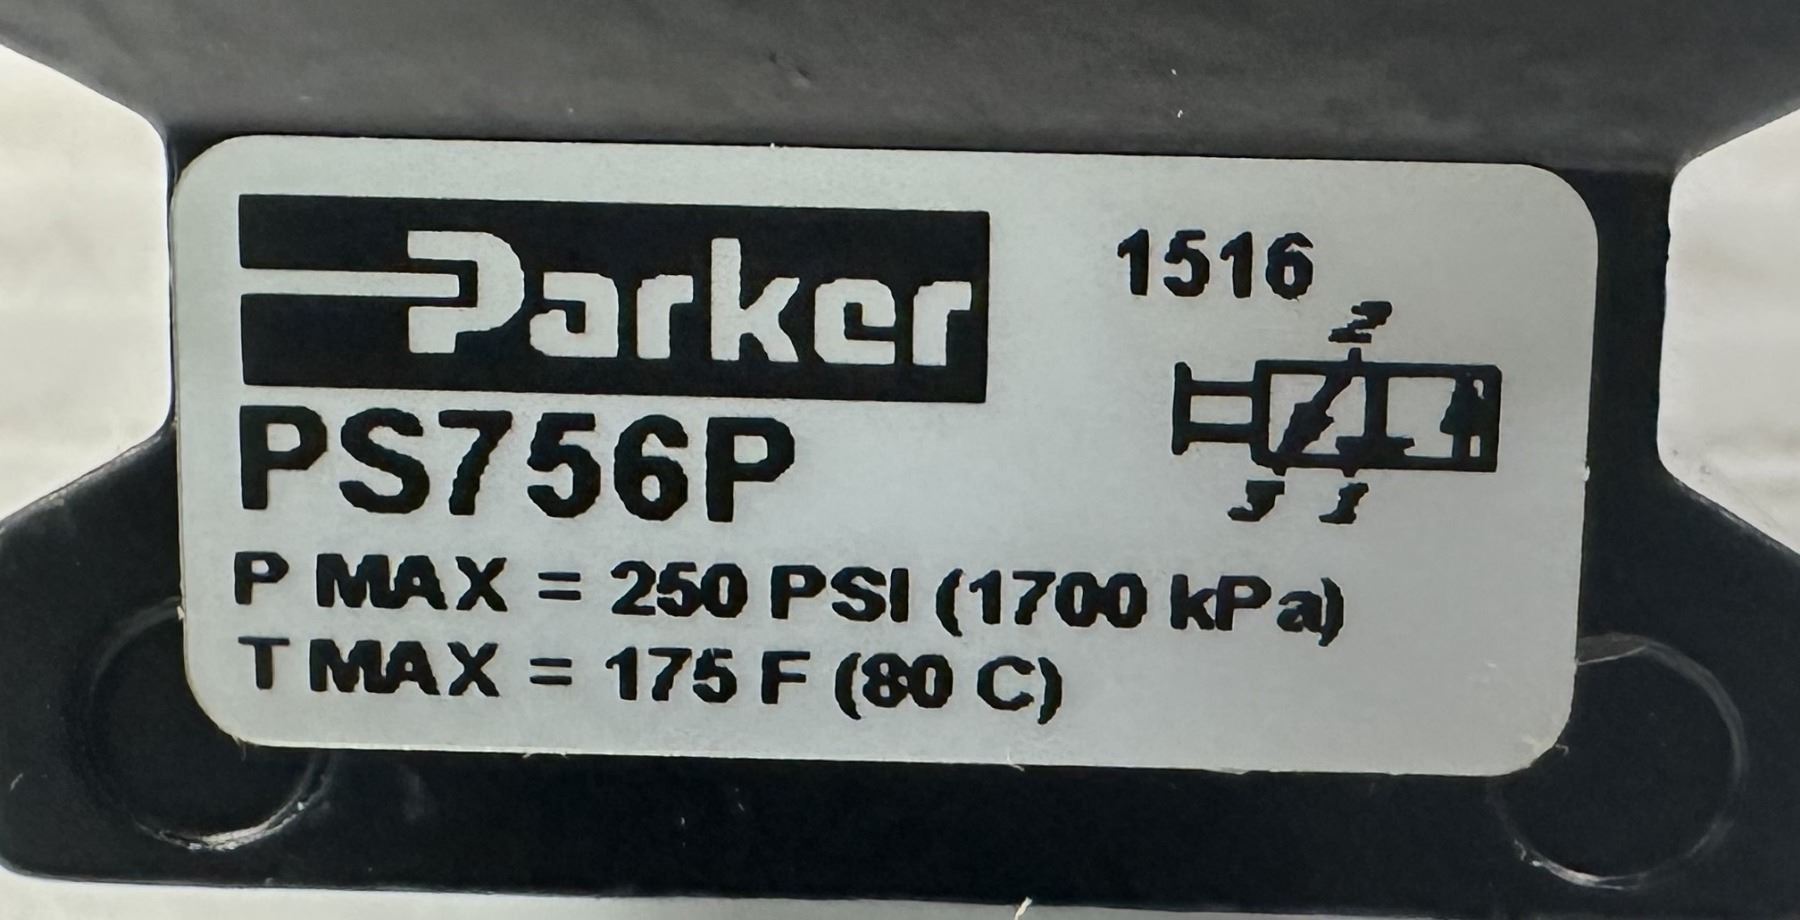 Parker
1516
2
3 1
PS756P
P MAX = 250 PSI (1700 kPa)
T MAX = 175 F (80 C)